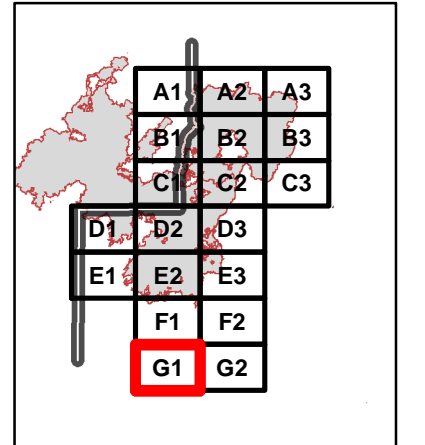 A1 A2 A3
B1 B2 B3
C1 C2 C3
D1 D2 D3
E1 E2 E3
F1 F2
G1 G2